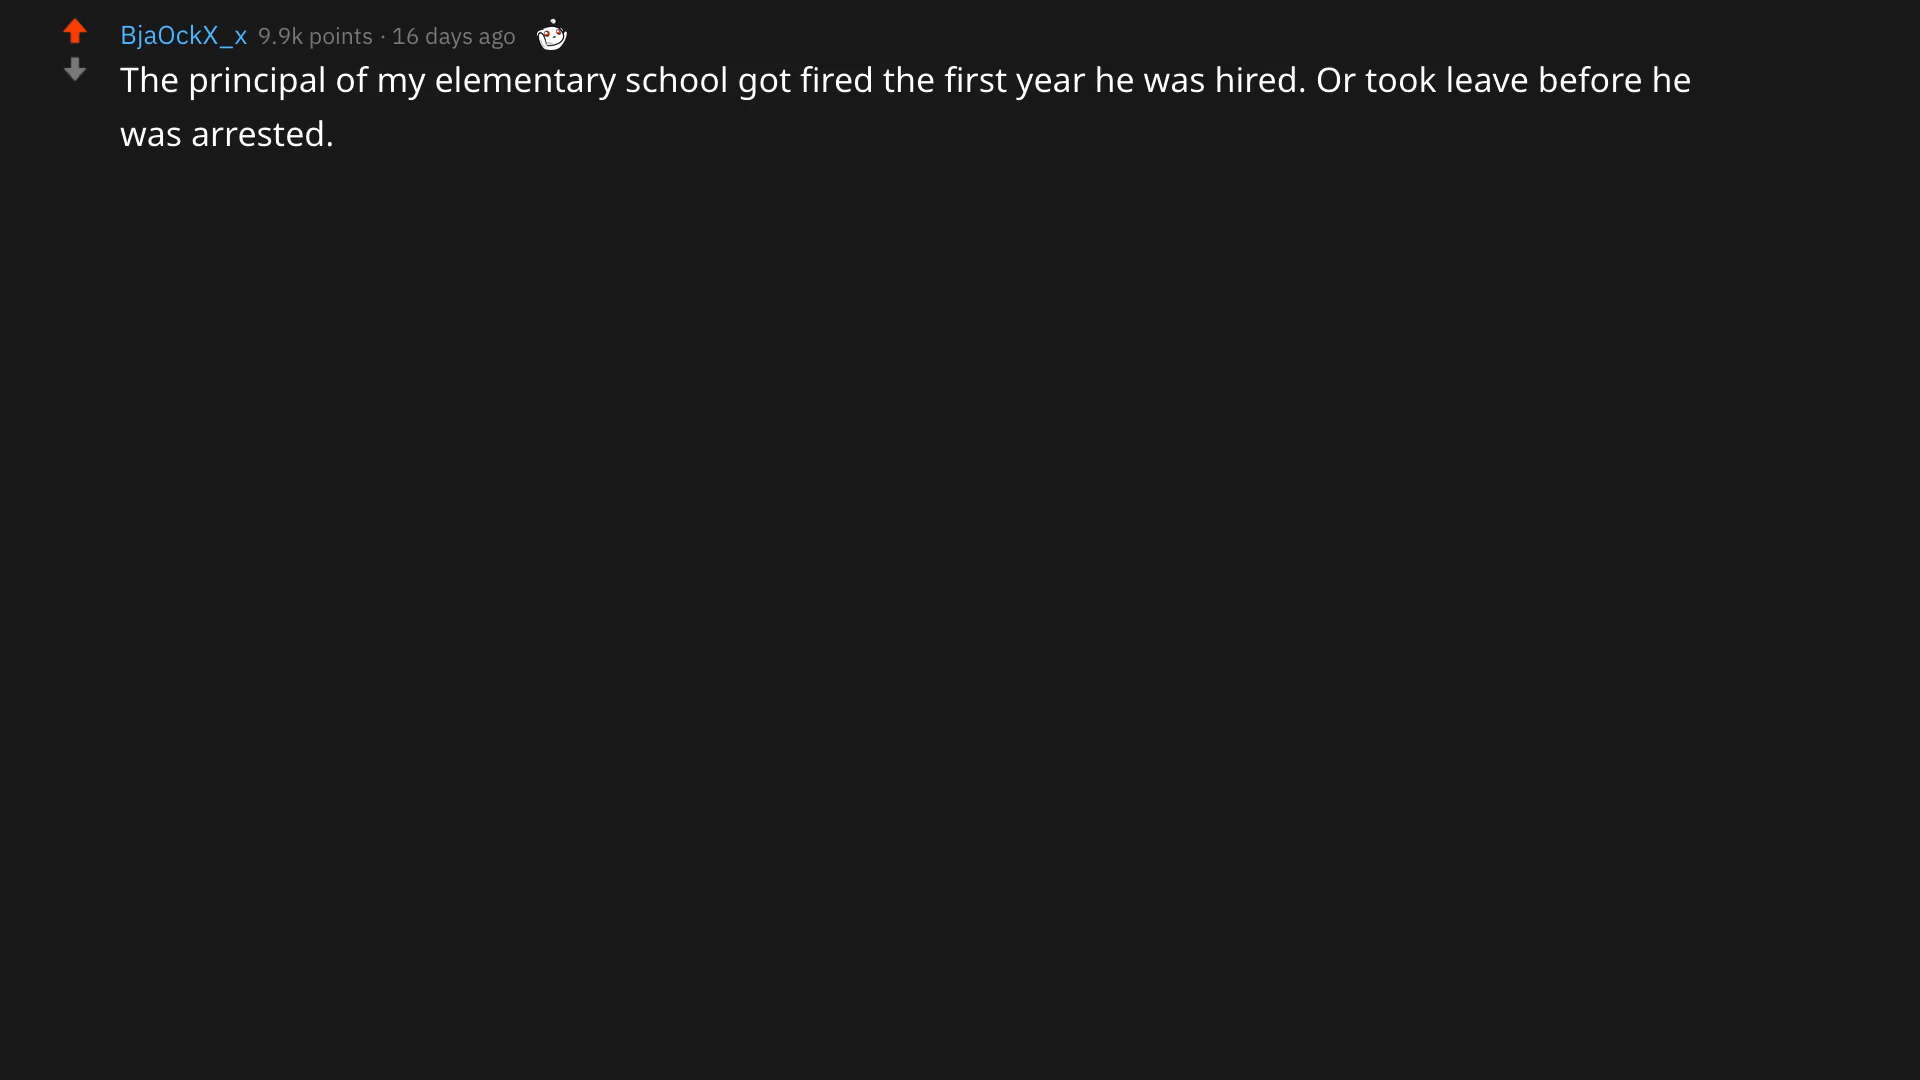 BjaOckX_x 9.9k points · 16 days ago
The principal of my elementary school got fired the first year he was hired. Or took leave before he
was arrested.